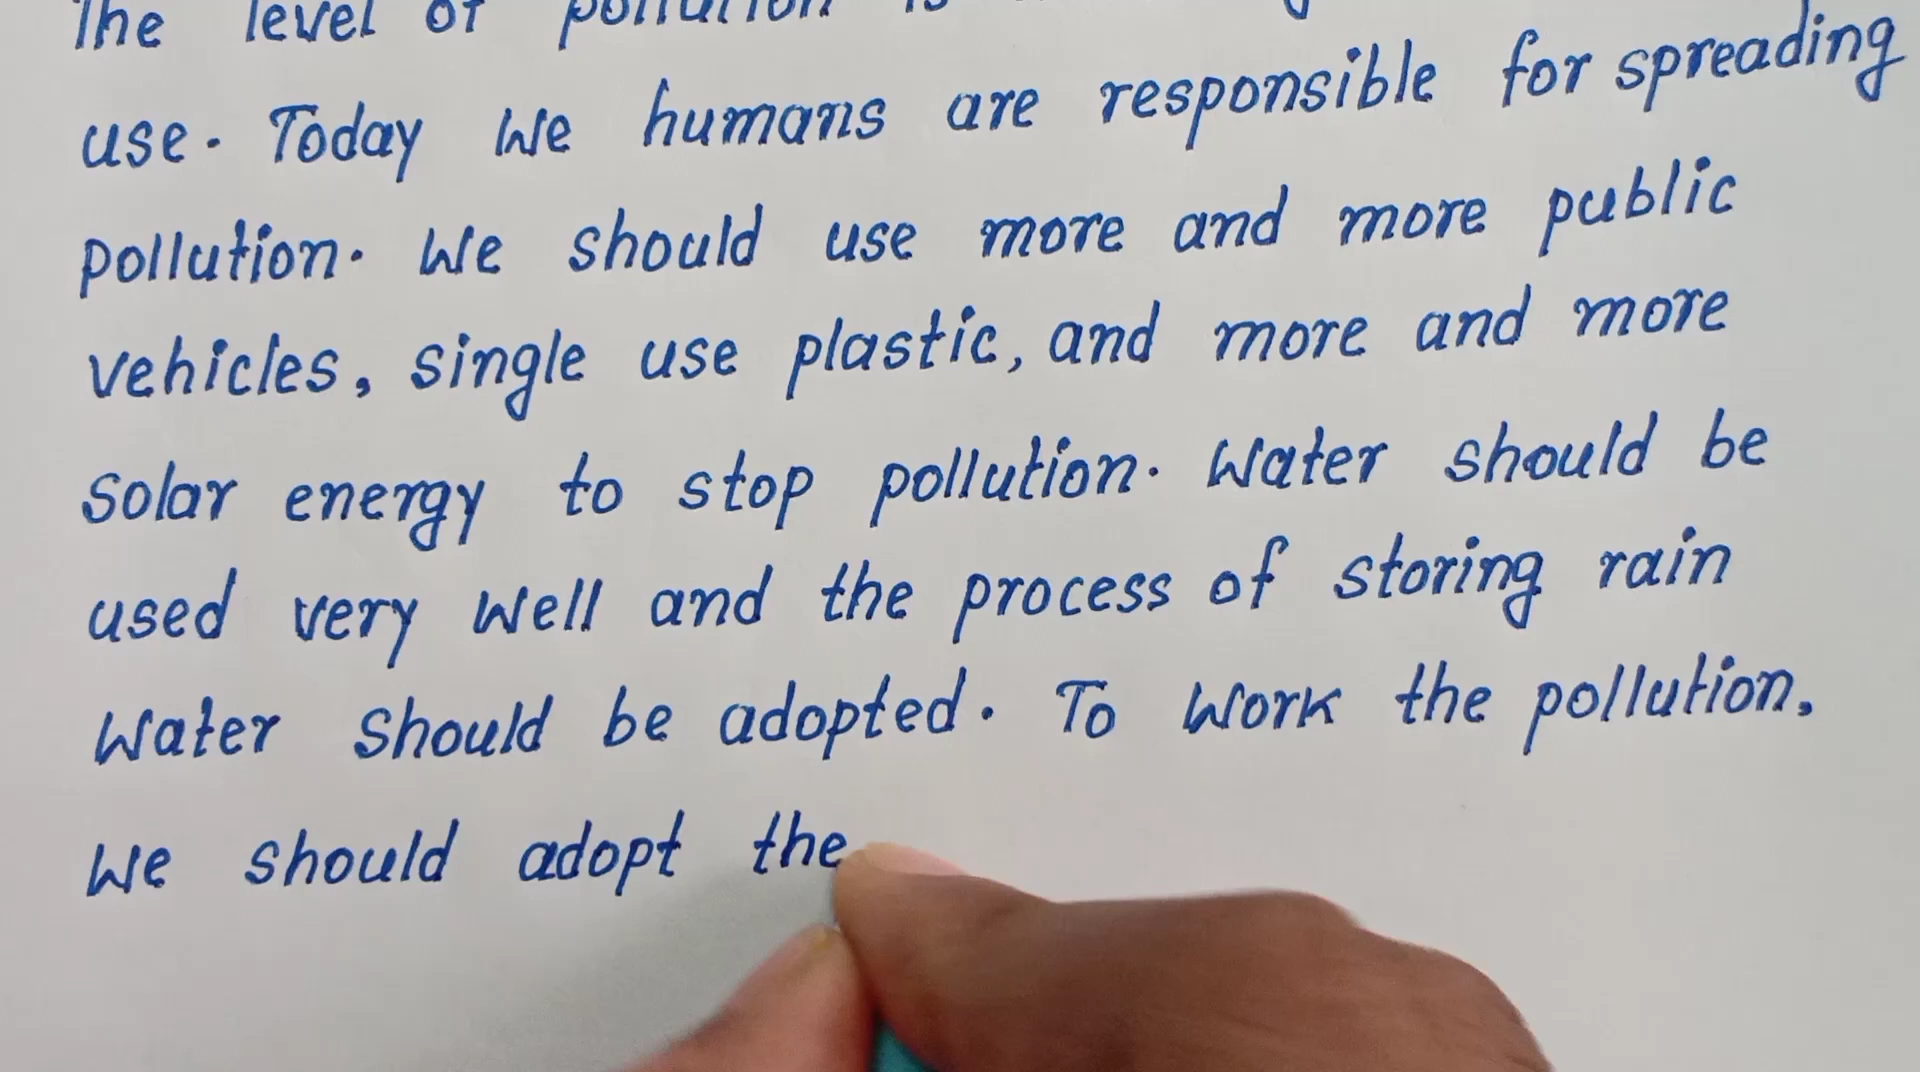 The level of pollution is
use. Today we humans are responsible for spreading
pollution. We should use more and more public
vehicles, single use plastic, and more and more
solar energy to stop pollution. Water should be
used very well and the process of storing rain
Water should be adopted. To work the pollution,
We should adopt the